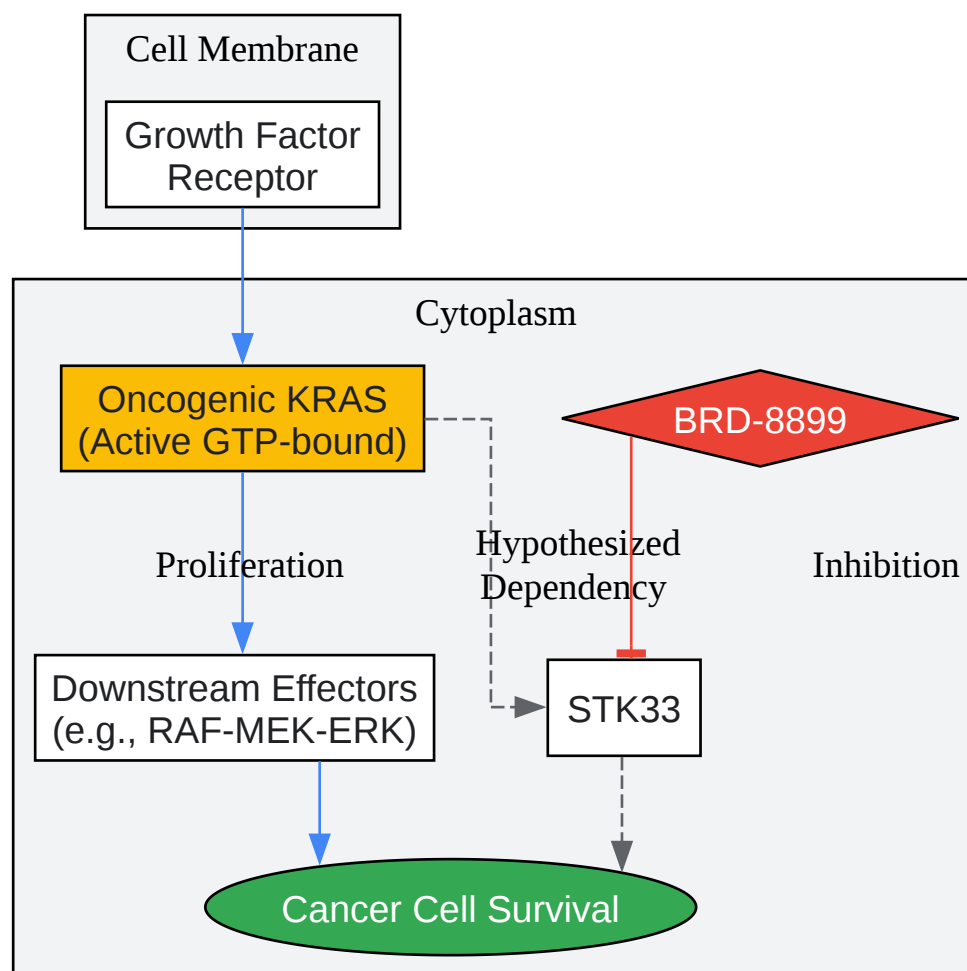 Cell Membrane
Growth Factor
Receptor
Cytoplasm
Oncogenic KRAS
(Active GTP-bound)
BRD-8899
Proliferation
Hypothesized
Dependency
Inhibition
Downstream Effectors
(e.g., RAF-MEK-ERK)
STK33
Cancer Cell Survival